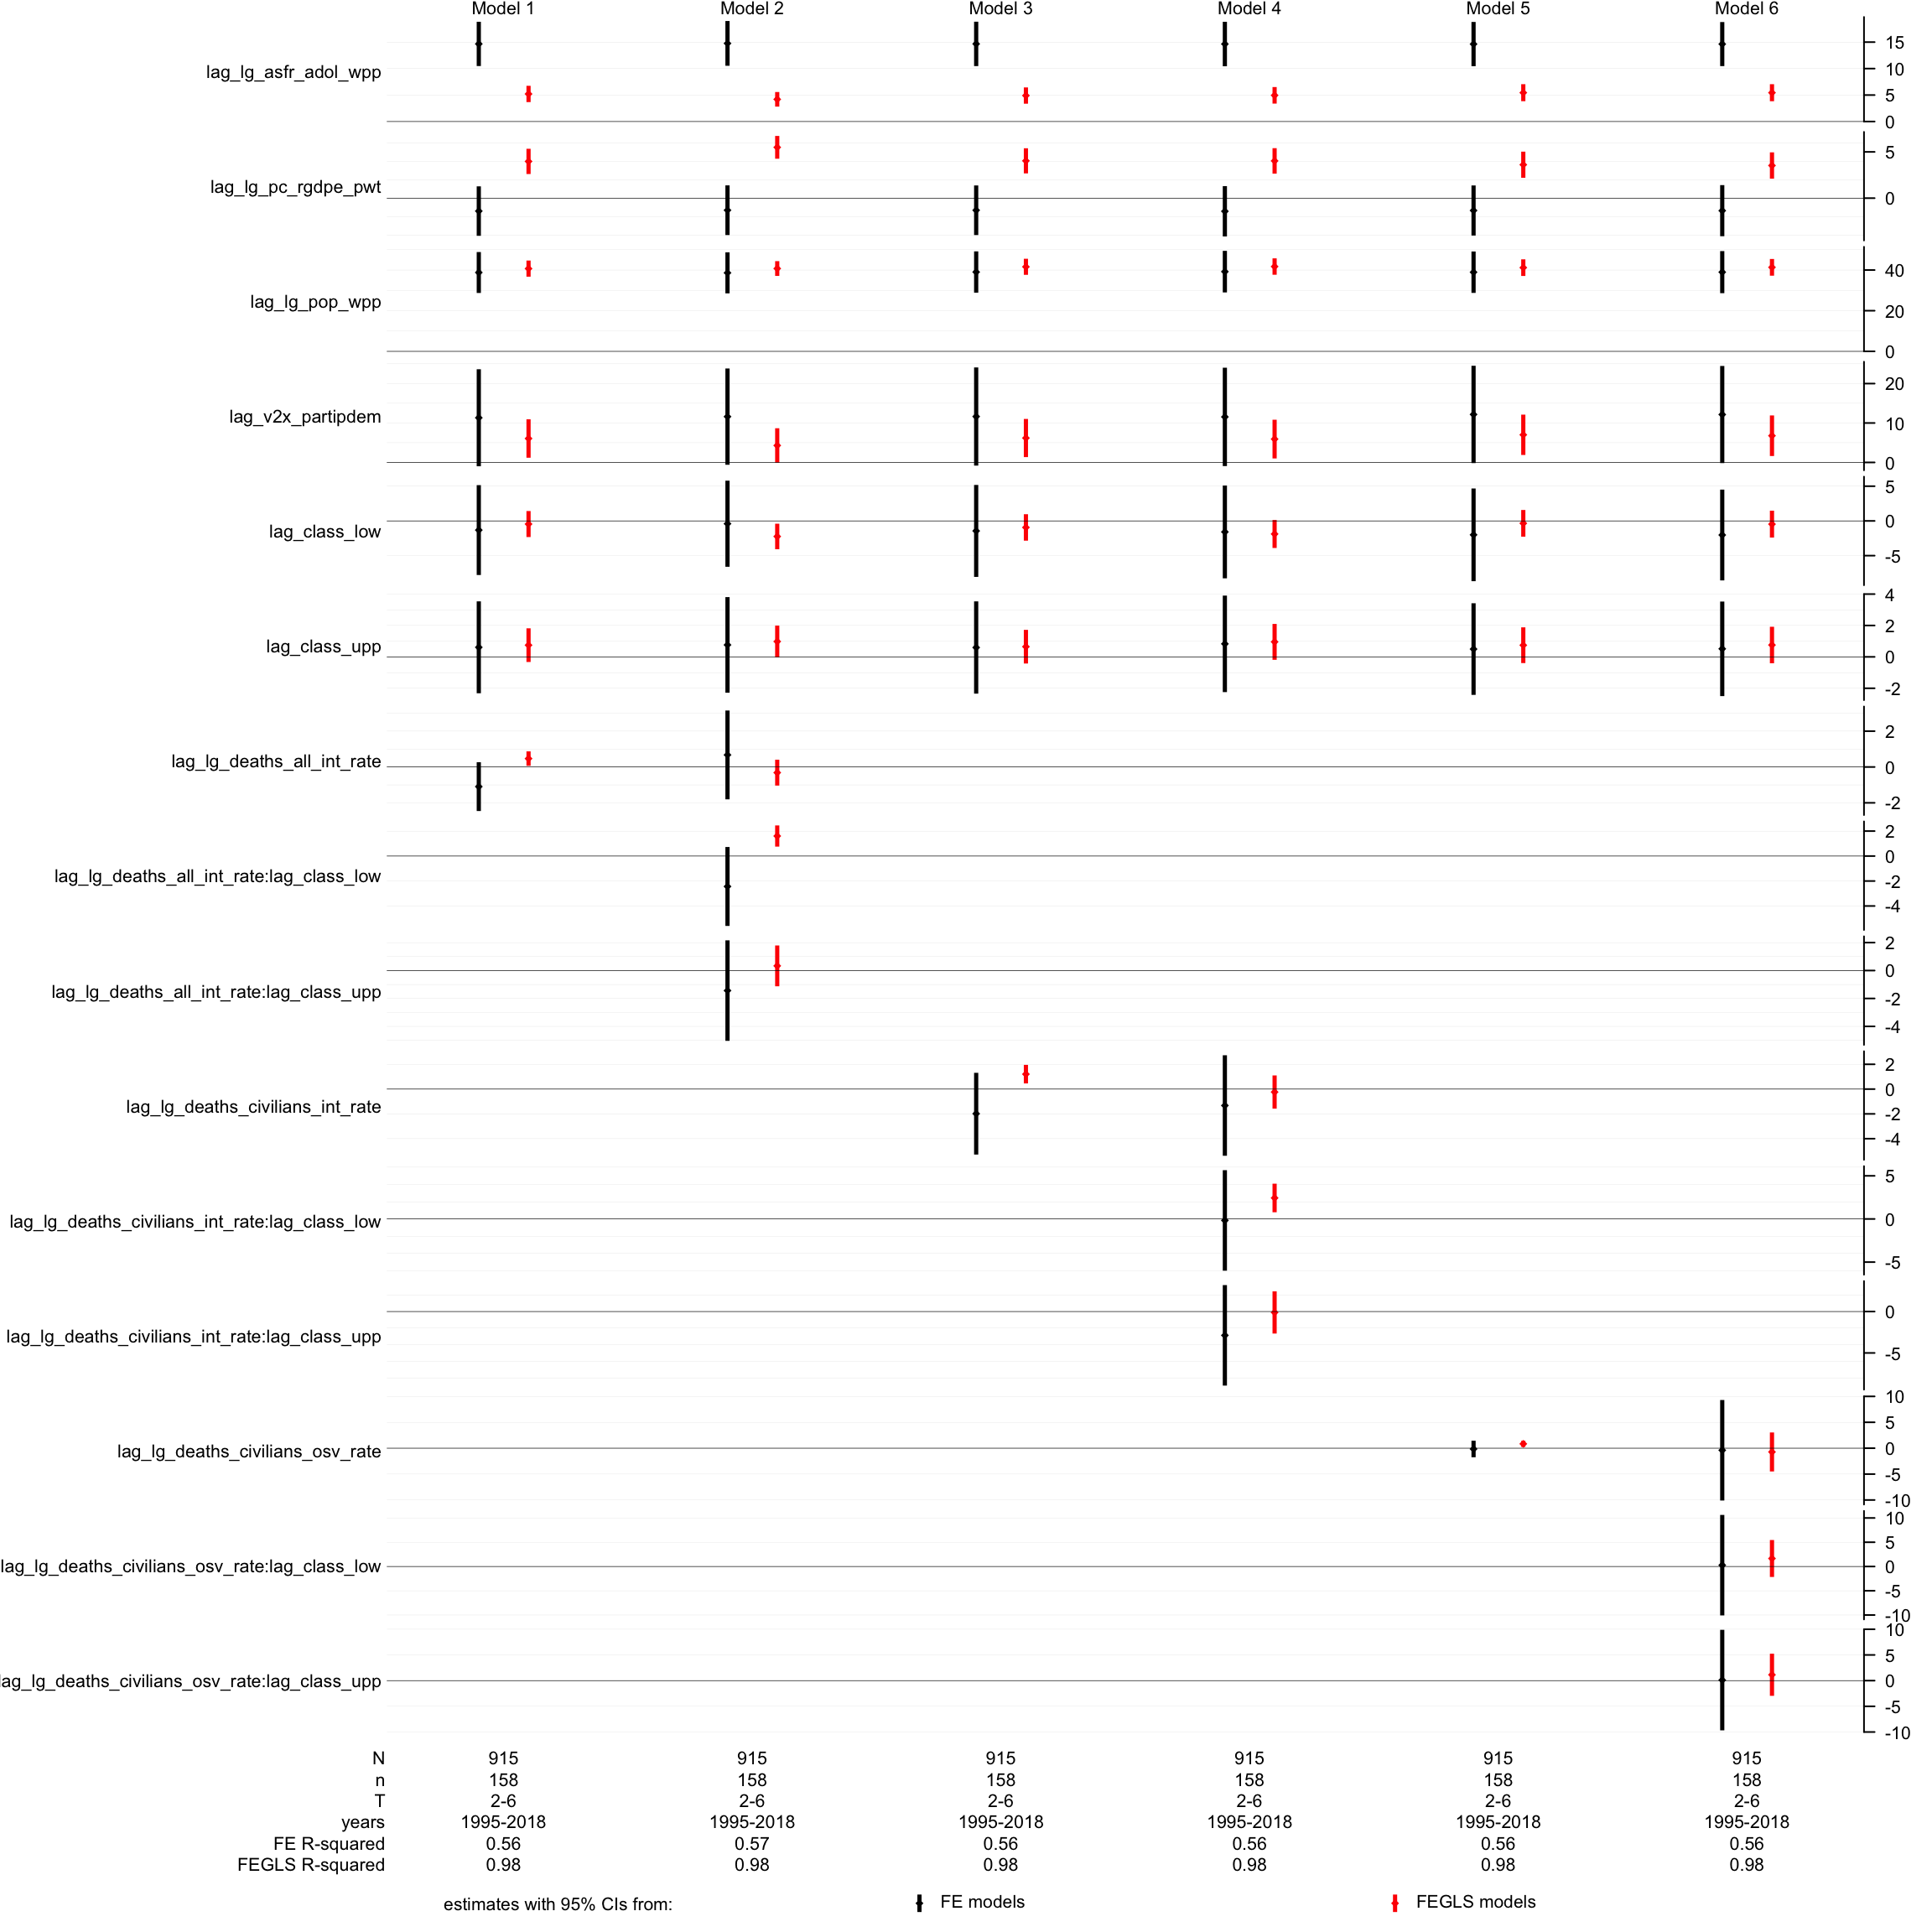 Model 1 Model 2 Model 3 Model 4 Model 5 Model 6
lag_lg_asfr_adol_wpp
15
10
5
0
lag_lg_pc_rgdpe_pwt
5
0
lag_lg_pop_wpp
40
20
0
lag_v2x_partipdem
20
10
0
lag_class_low
5
0
-5
lag_class_upp
4
2
0
-2
lag_lg_deaths_all_int_rate
2
0
-2
lag_lg_deaths_all_int_rate:lag_class_low
2
0
-2
-4
lag_lg_deaths_all_int_rate:lag_class_upp
2
0
-2
-4
lag_lg_deaths_civilians_int_rate
2
0
-2
-4
lag_lg_deaths_civilians_int_rate:lag_class_low
5
0
-5
lag_lg_deaths_civilians_int_rate:lag_class_upp
0
-5
lag_lg_deaths_civilians_osv_rate
10
5
0
-5
-10
lag_lg_deaths_civilians_osv_rate:lag_class_low
10
5
0
-5
-10
lag_lg_deaths_civilians_osv_rate:lag_class_upp
10
5
0
-5
-10
N 915 915 915 915 915 915
n 158 158 158 158 158 158
T 2-6 2-6 2-6 2-6 2-6 2-6
years 1995-2018 1995-2018 1995-2018 1995-2018 1995-2018 1995-2018
FE R-squared 0.56 0.57 0.56 0.56 0.56 0.56
FEGLS R-squared 0.98 0.98 0.98 0.98 0.98 0.98
estimates with 95% CIs from: FE models FEGLS models